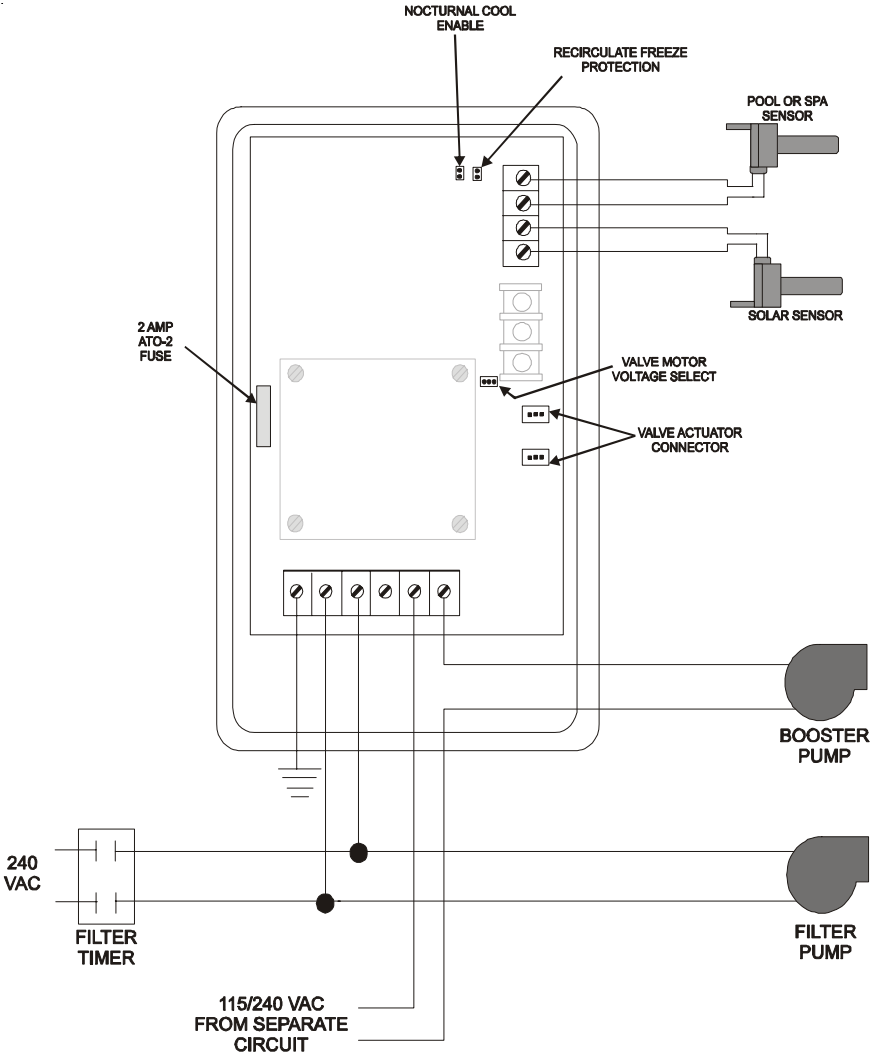 NOCTURNAL COOL
ENABLE
RECIRCULATE FREEZE
PROTECTION
POOL OR SPA
SENSOR
SOLAR SENSOR
2 AMP
ATO-2
FUSE
VALVE MOTOR
VOLTAGE SELECT
VALVE ACTUATOR
CONNECTOR
BOOSTER
PUMP
240
VAC
FILTER
TIMER
FILTER
PUMP
115/240 VAC
FROM SEPARATE
CIRCUIT